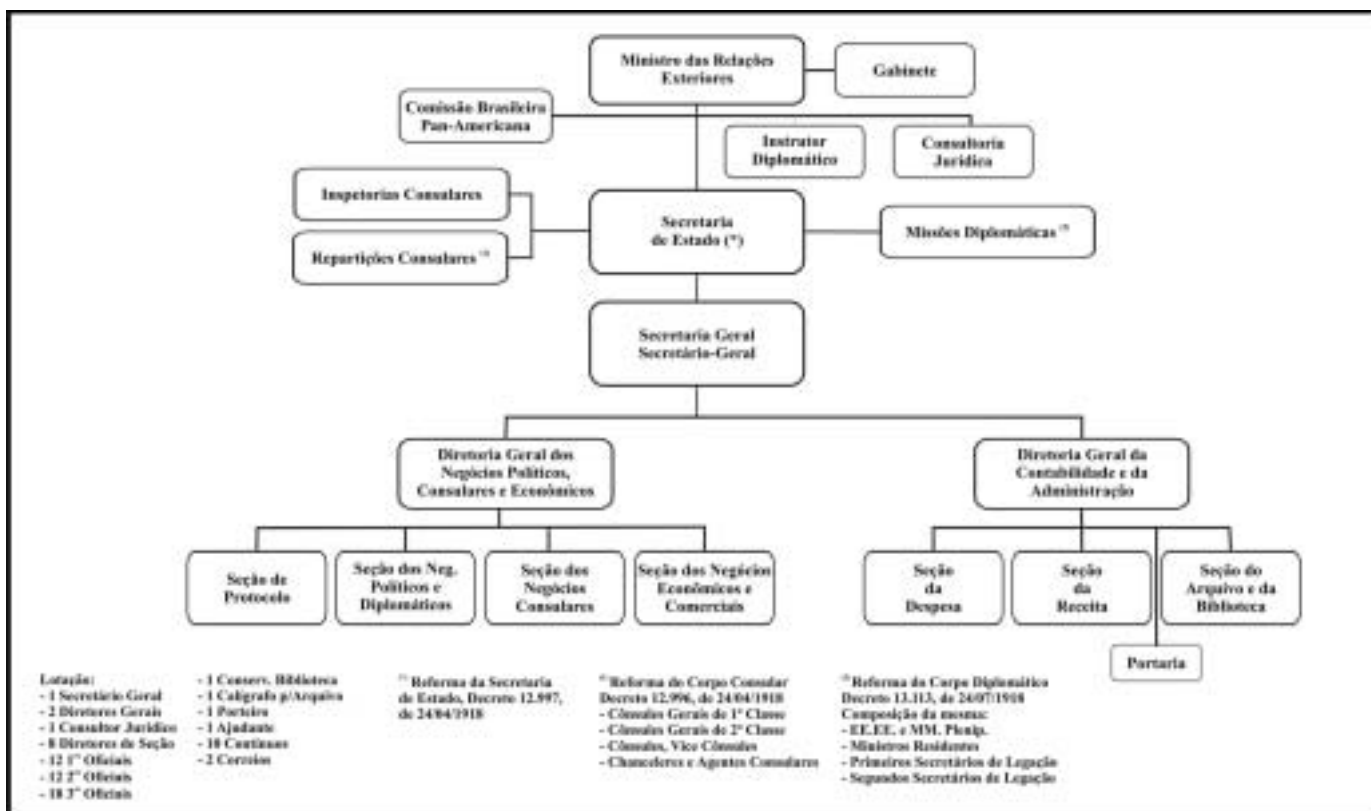 Ministro das Relações
Exteriores
Gabinete
Comissão Brasileira
Pan-Americana
Instrutor
Diplomático
Consultoria
Jurídica
Inspetorias Consulares
Repartições Consulares
Secretaria
de Estado (*)
Missões Diplomáticas
Secretaria Geral
Secretário-Geral
Diretoria Geral dos
Negócios Políticos,
Consulares e Econômicos
Diretoria Geral da
Contabilidade e da
Administração
Seção de
Protocolo
Seção dos Neg.
Políticos e
Diplomáticos
Seção dos
Negócios
Consulares
Seção dos Negócios
Econômicos e
Comerciais
Seção
da
Despesa
Seção
da
Receita
Seção do
Arquivo e da
Biblioteca
Portaria
Lotação:
- 1 Secretário Geral
- 2 Diretores Gerais
- 1 Consultor Jurídico
- 8 Diretores de Seção
- 12 1ºˢ Oficiais
- 12 2ºˢ Oficiais
- 18 3ºˢ Oficiais
- 1 Conserv. Biblioteca
- 1 Calígrafo p/Arquivo
- 1 Porteiro
- 1 Ajudante
- 10 Contínuos
- 2 Correios
Reforma da Secretaria
de Estado, Decreto 12.997,
de 24/04/1918
Reforma do Corpo Consular
Decreto 12.996, de 24/04/1918
- Cônsules Gerais de 1ª Classe
- Cônsules Gerais de 2ª Classe
- Cônsules, Vice Cônsules
- Chanceleres e Agentes Consulares
Reforma do Corpo Diplomático
Decreto 13.113, de 24/07/1918
Composição da mesma:
- EE.EE. e MM. Plenip.
- Ministros Residentes
- Primeiros Secretários de Legação
- Segundos Secretários de Legação